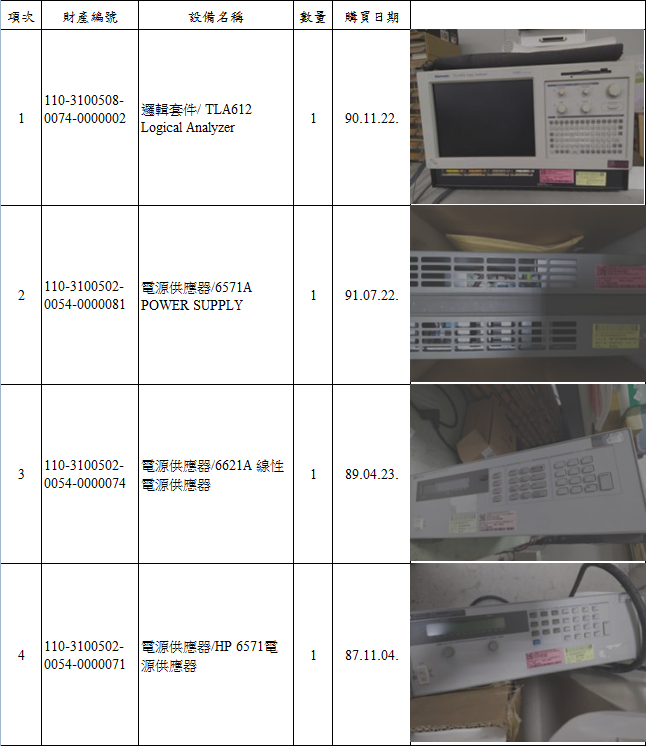 項次 財產編號 設備名稱 數量 購買日期
1 110-3100508-0074-0000002 邏輯套件/ TLA612 Logical Analyzer 1 90.11.22.
2 110-3100502-0054-0000081 電源供應器/6571A POWER SUPPLY 1 91.07.22.
3 110-3100502-0054-0000074 電源供應器/6621A 線性電源供應器 1 89.04.23.
4 110-3100502-0054-0000071 電源供應器/HP 6571電源供應器 1 87.11.04.